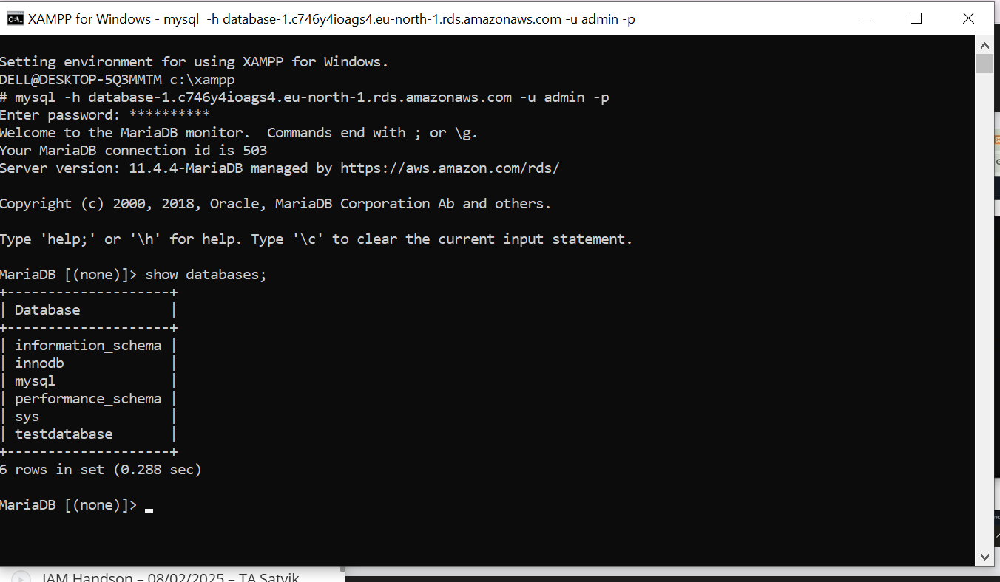 XAMPP for Windows - mysql  -h database-1.c746y4ioags4.eu-north-1.rds.amazonaws.com -u admin -p
Setting environment for using XAMPP for Windows.
DELL@DESKTOP-5Q3MMTM c:\xampp
# mysql -h database-1.c746y4ioags4.eu-north-1.rds.amazonaws.com -u admin -p
Enter password: **********
Welcome to the MariaDB monitor.  Commands end with ; or \g.
Your MariaDB connection id is 503
Server version: 11.4.4-MariaDB managed by https://aws.amazon.com/rds/
Copyright (c) 2000, 2018, Oracle, MariaDB Corporation Ab and others.
Type 'help;' or '\h' for help. Type '\c' to clear the current input statement.
MariaDB [(none)]> show databases;
+--------------------+
| Database           |
+--------------------+
| information_schema |
| innodb             |
| mysql              |
| performance_schema |
| sys                |
| testdatabase       |
+--------------------+
6 rows in set (0.288 sec)
MariaDB [(none)]>
IAM Handson – 08/02/2025 – TA Satvik